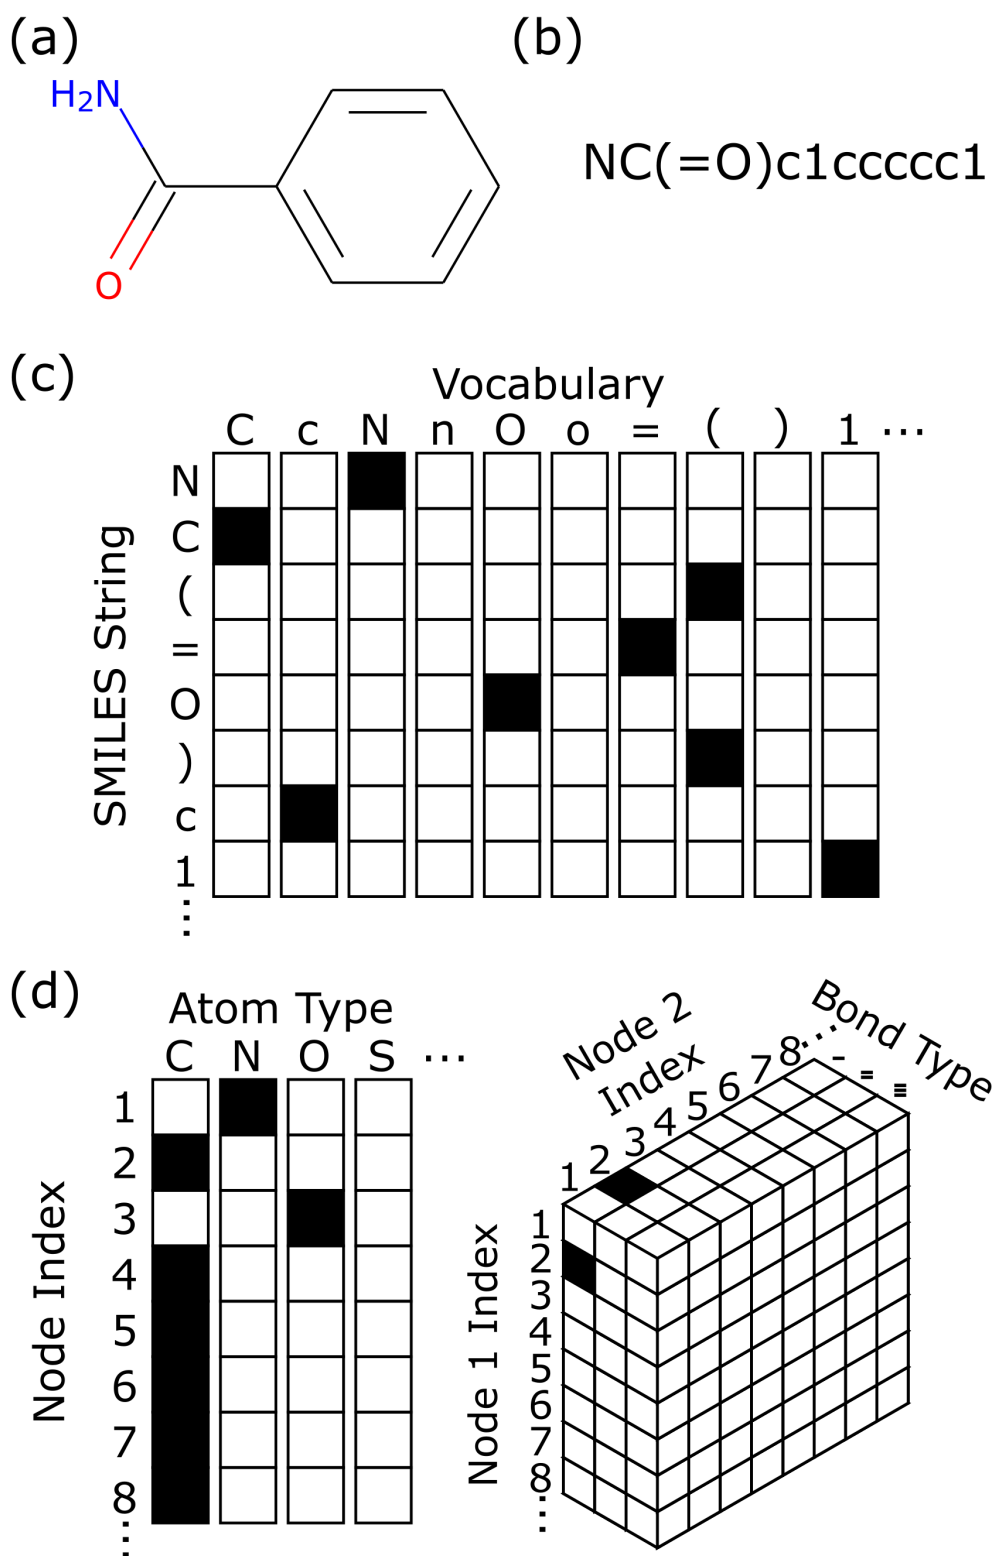 (a)
H₂N
O
(b)
NC(=O)c1ccccc1
(c)
Vocabulary
C c N n O o = ( ) 1 ...
SMILES String
N
C
(
=
O
)
c
1
⋮
(d)
Atom Type
C N O S ...
Node Index
1
2
3
4
5
6
7
8
⋮
Node 2
Index
1 2 3 4 5 6 7 8 ...
Bond Type
- = ≡
Node 1 Index
1
2
3
4
5
6
7
8
⋮